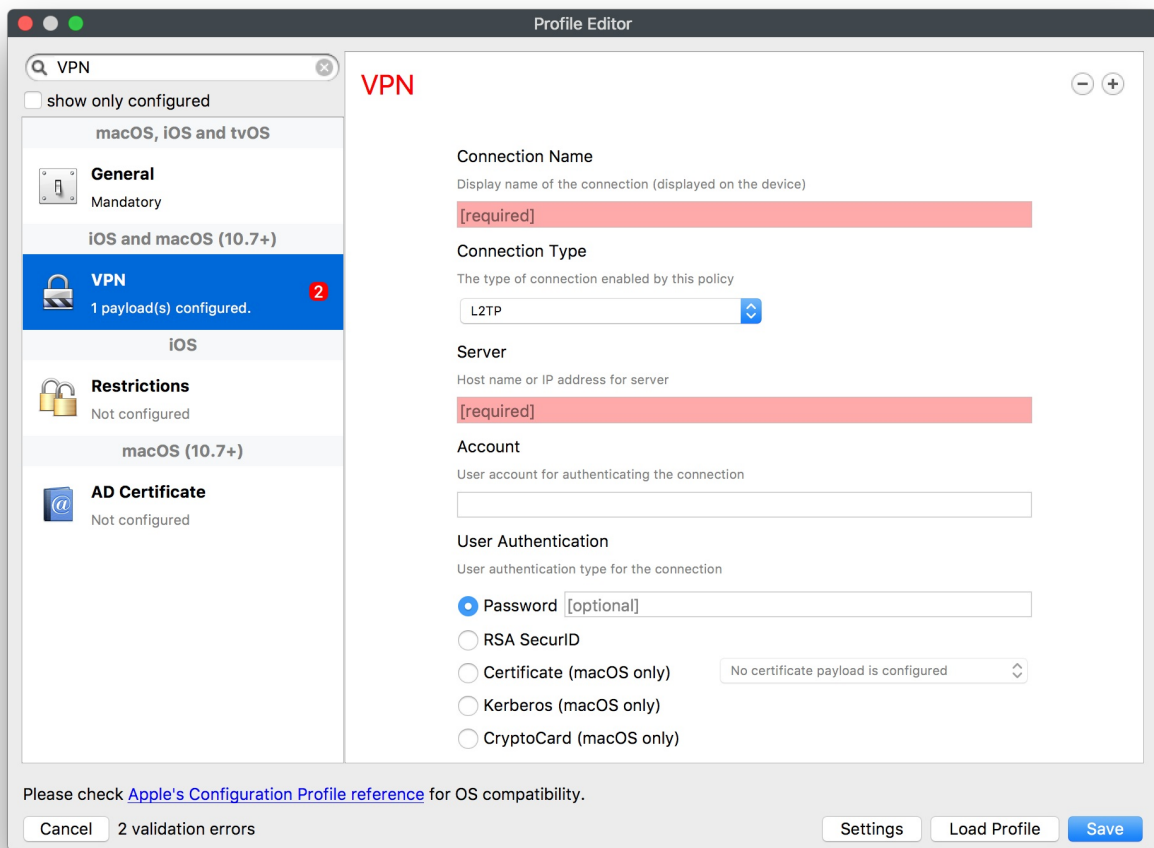 Profile Editor
VPN
show only configured
macOS, iOS and tvOS
General
Mandatory
iOS and macOS (10.7+)
VPN
1 payload(s) configured.
2
iOS
Restrictions
Not configured
macOS (10.7+)
AD Certificate
Not configured
VPN
Connection Name
Display name of the connection (displayed on the device)
[required]
Connection Type
The type of connection enabled by this policy
L2TP
Server
Host name or IP address for server
[required]
Account
User account for authenticating the connection
User Authentication
User authentication type for the connection
Password [optional]
RSA SecurID
Certificate (macOS only) No certificate payload is configured
Kerberos (macOS only)
CryptoCard (macOS only)
Please check Apple's Configuration Profile reference for OS compatibility.
Cancel 2 validation errors Settings Load Profile Save